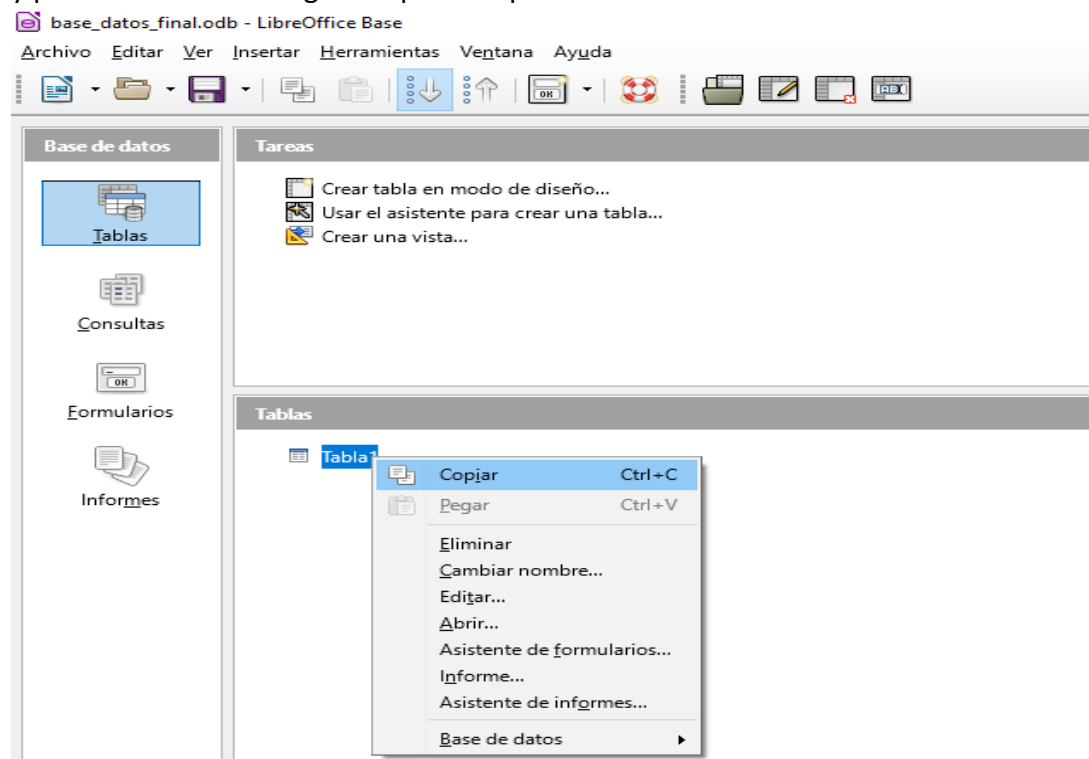 base_datos_final.odb - LibreOffice Base
Archivo Editar Ver Insertar Herramientas Ventana Ayuda
Base de datos
Tareas
Tablas
Consultas
Formularios
Informes
Crear tabla en modo de diseño...
Usar el asistente para crear una tabla...
Crear una vista...
Tablas
Tabla1
Copiar Ctrl+C
Pegar Ctrl+V
Eliminar
Cambiar nombre...
Editar...
Abrir...
Asistente de formularios...
Informe...
Asistente de informes...
Base de datos